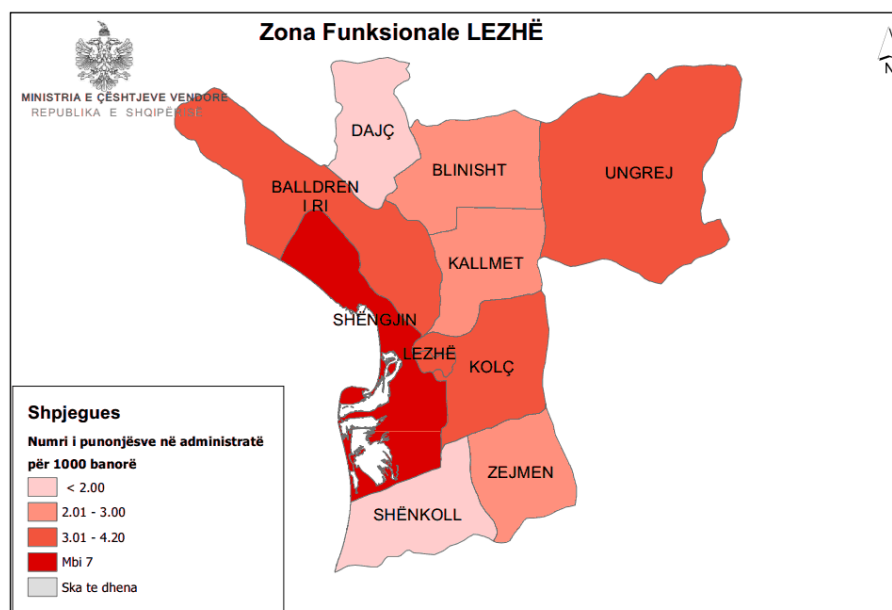 Zona Funksionale LEZHË
MINISTRIA E ÇËSHTJEVE VENDORE
REPUBLIKA E SHQIPËRISË
N
DAJÇ
BLINISHT
UNGREJ
BALLDREN
I RI
KALLMET
SHËNGJIN
LEZHË
KOLÇ
ZEJMEN
SHËNKOLL
Shpjegues
Numri i punonjësve në administratë
për 1000 banorë
< 2.00
2.01 - 3.00
3.01 - 4.20
Mbi 7
Ska te dhena